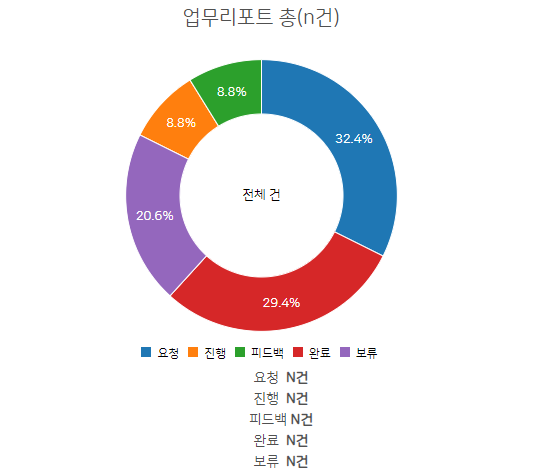 업무리포트 총(n건)
8.8%
8.8%
32.4%
전체 건
20.6%
29.4%
요청 진행 피드백 완료 보류
요청 N건
진행 N건
피드백 N건
완료 N건
보류 N건